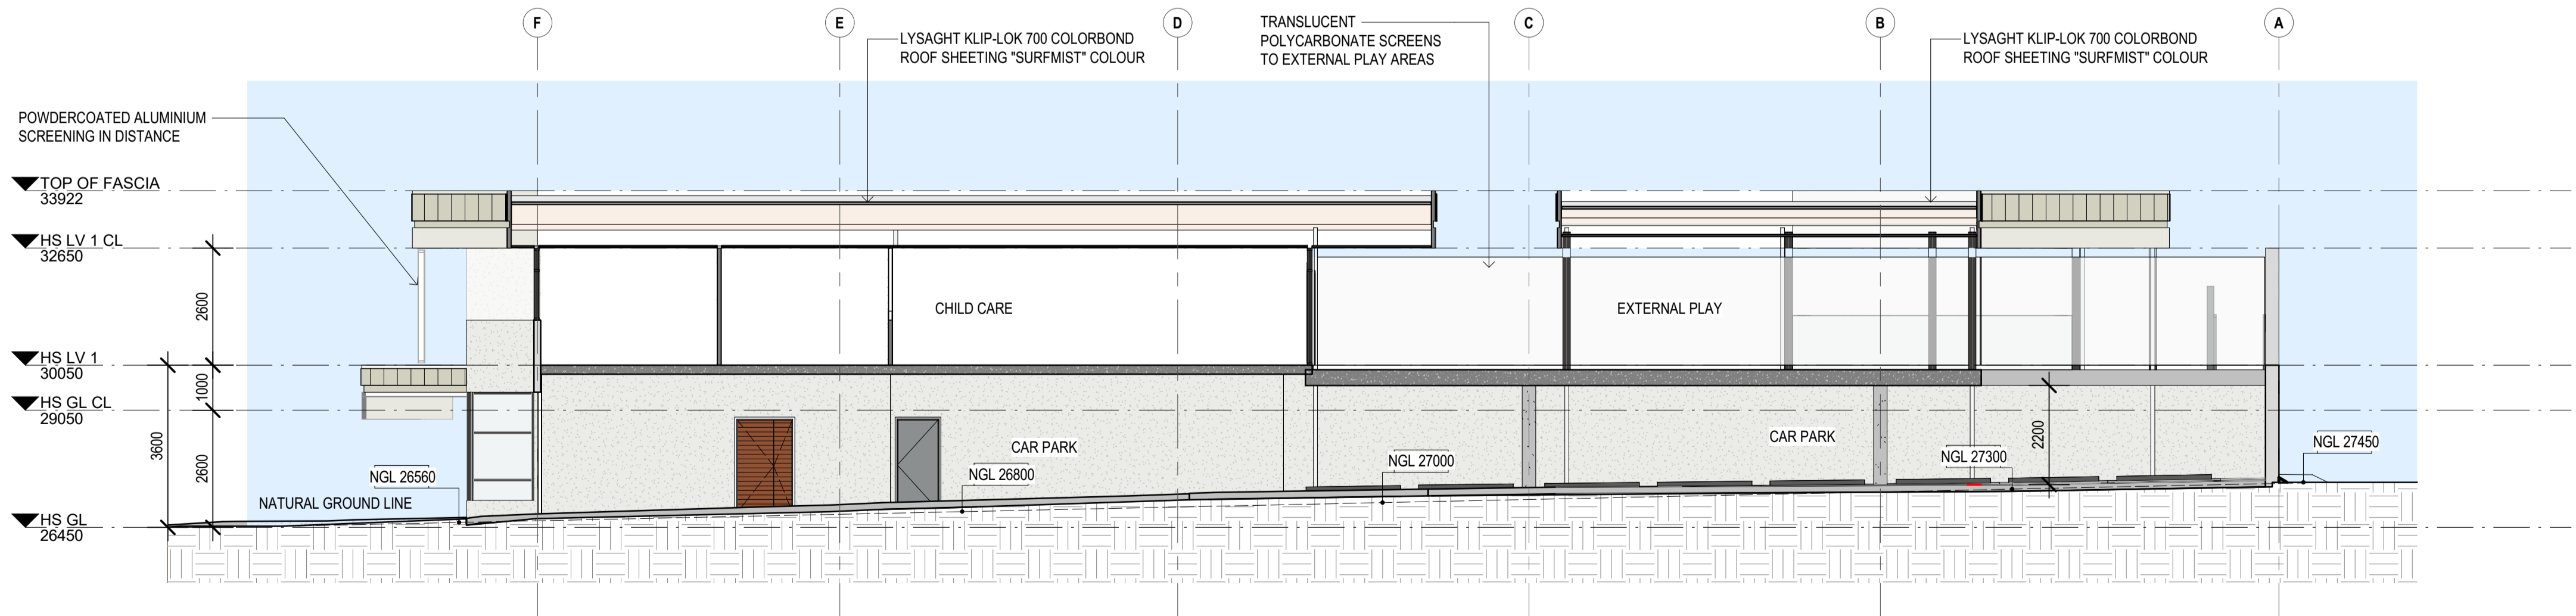 F
E
D
C
B
A
LYSAGHT KLIP-LOK 700 COLORBOND
ROOF SHEETING "SURFMIST" COLOUR
TRANSLUCENT
POLYCARBONATE SCREENS
TO EXTERNAL PLAY AREAS
LYSAGHT KLIP-LOK 700 COLORBOND
ROOF SHEETING "SURFMIST" COLOUR
POWDERCOATED ALUMINIUM
SCREENING IN DISTANCE
TOP OF FASCIA
33922
HS LV 1 CL
32650
2600
CHILD CARE
EXTERNAL PLAY
HS LV 1
30050
1000
HS GL CL
29050
3600
2600
CAR PARK
CAR PARK
2200
NGL 27450
NGL 27300
NGL 27000
NGL 26800
NGL 26560
NATURAL GROUND LINE
HS GL
26450